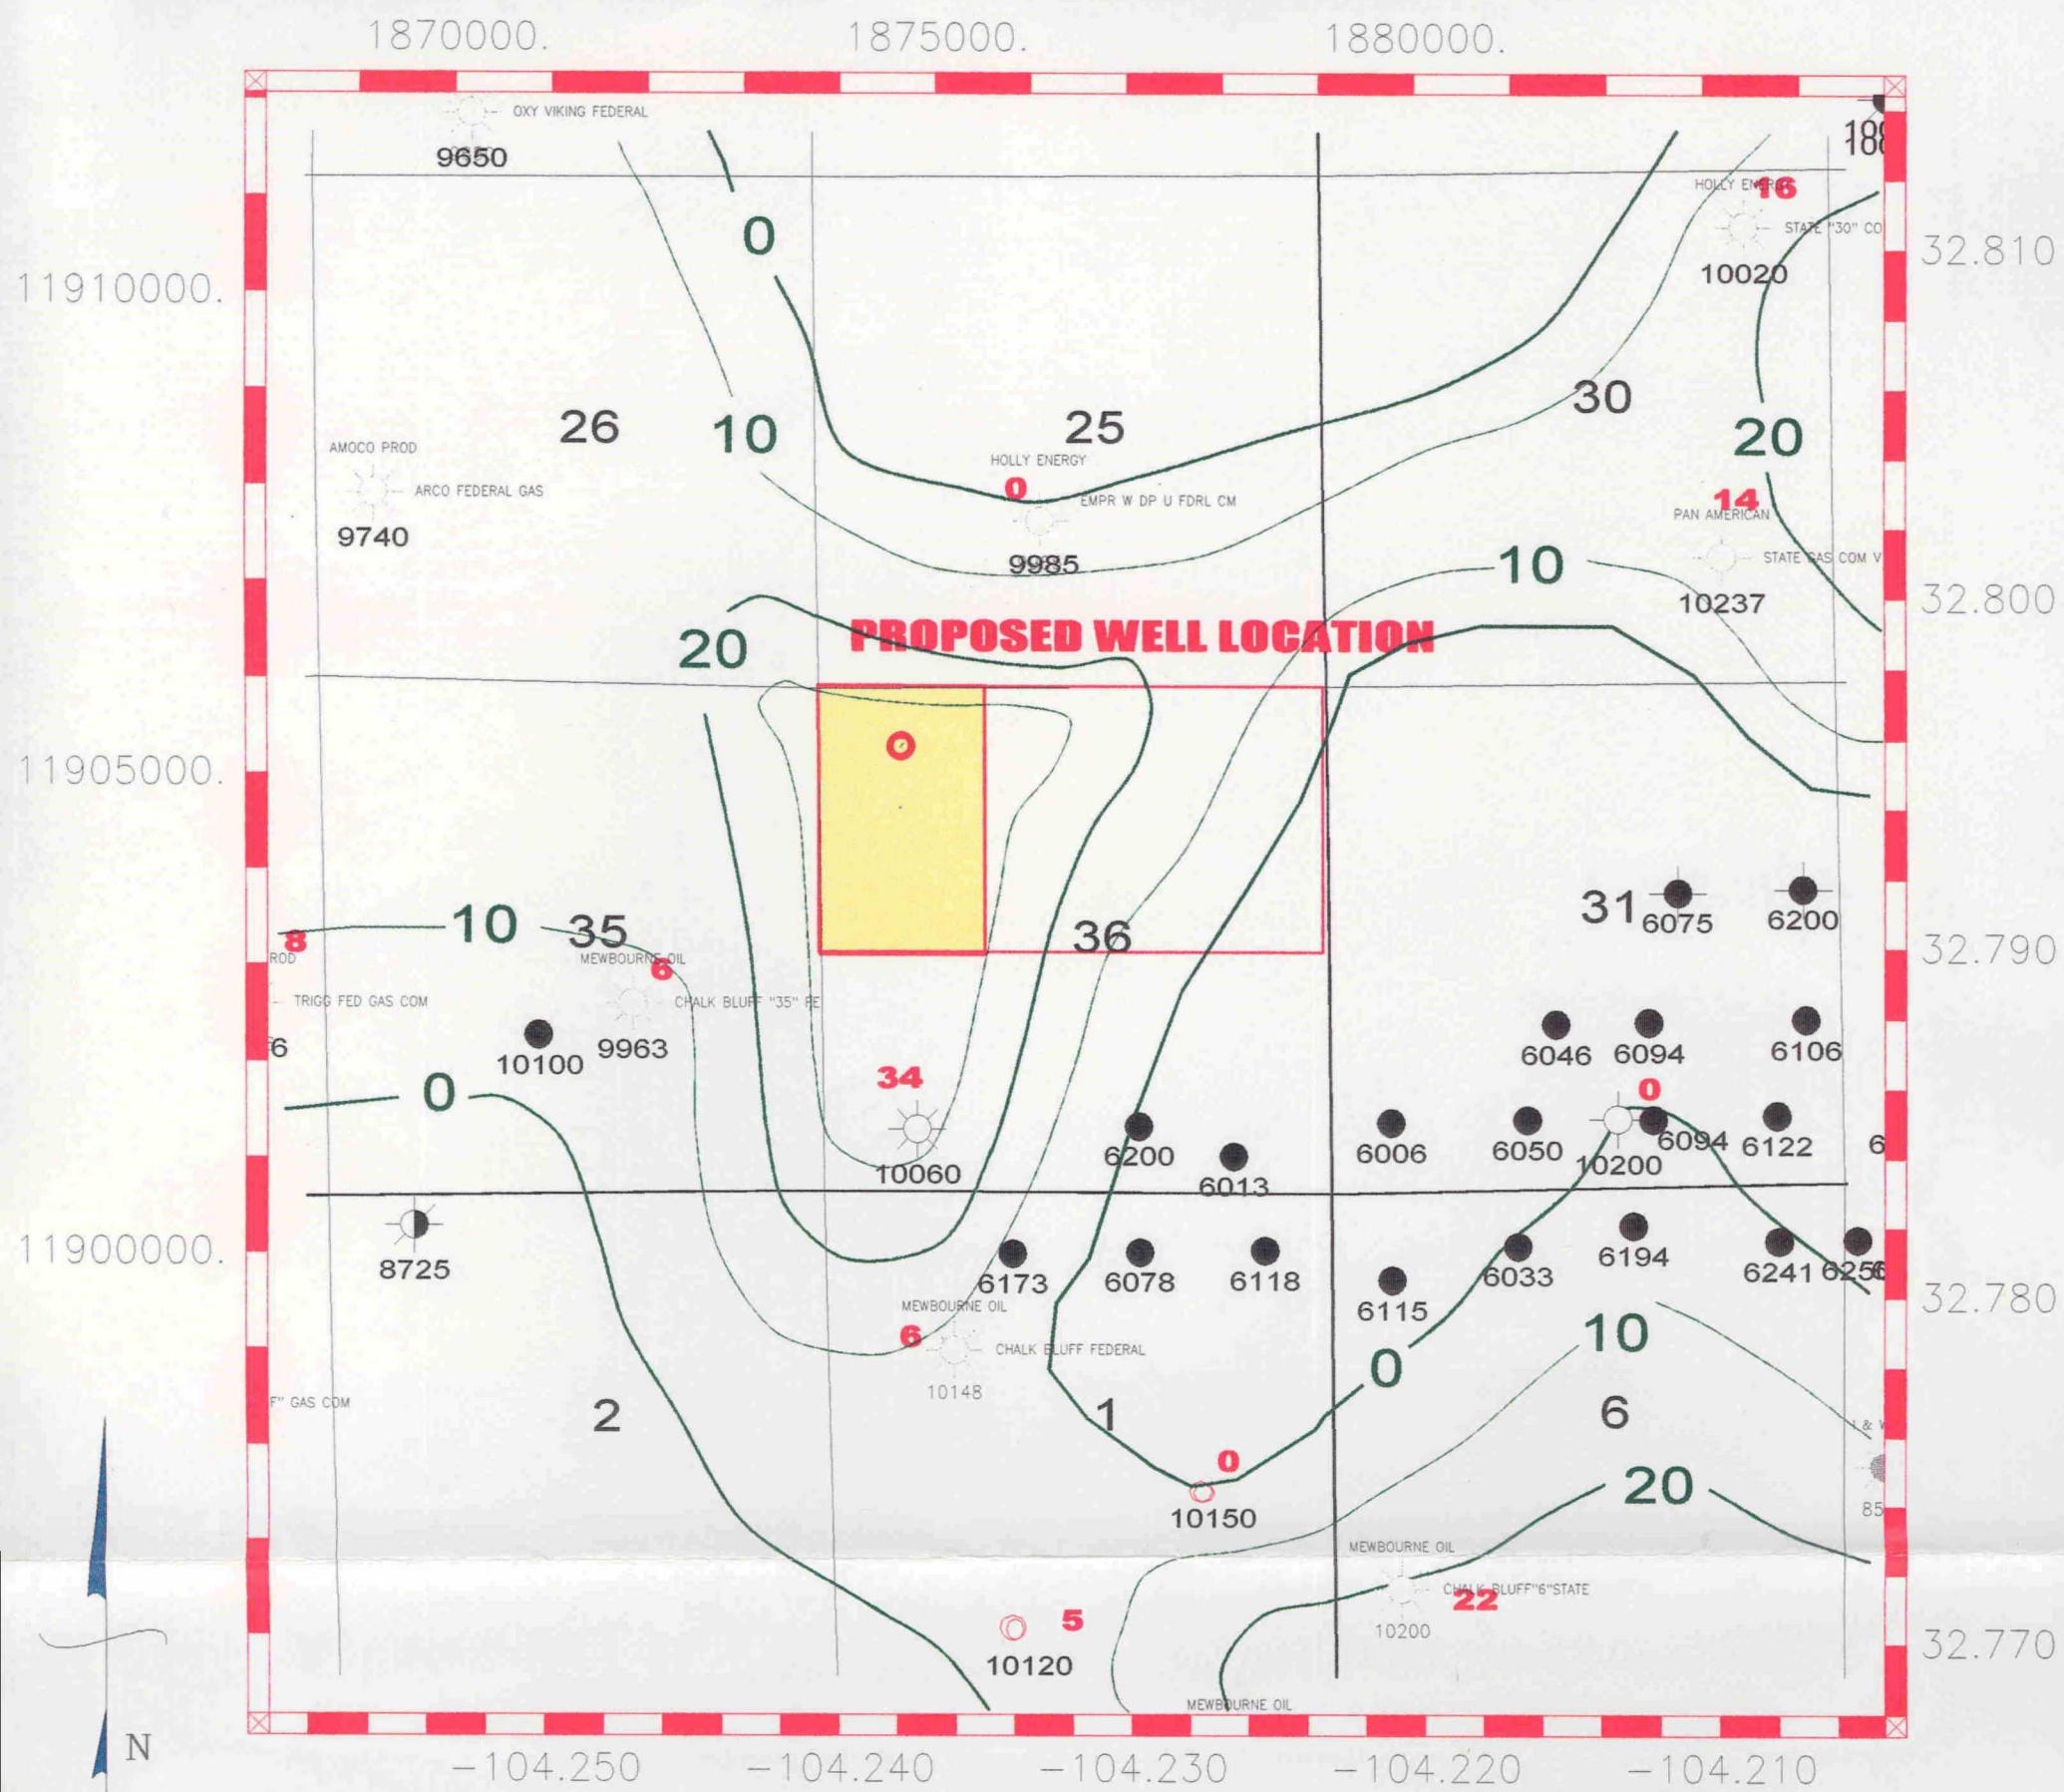 1870000. 1875000. 1880000.
OXY VIKING FEDERAL
9650
HOLLY ENERGY 16
STATE "30" CO
10020
0
32.810
11910000.
26 10 25 30 20
AMOCO PROD
ARCO FEDERAL GAS
9740
HOLLY ENERGY
0
EMPR W DP U FDRL CM
9985
14
PAN AMERICAN
STATE GAS COM V
10237
10
32.800
20
PROPOSED WELL LOCATION
11905000.
10 35 36 31 6075 6200
8
ROD
MEWBOURNE OIL
6
32.790
TRIGG FED GAS COM
CHALK BLUFF "35" FE
6
10100 9963
6046 6094 6106
0
34
0
10060
6200 6013 6006 6050 10200 6094 6122 6
11900000.
8725
6173 6078 6118 6115 6033 6194 6241 6256
32.780
MEWBOURNE OIL
6
CHALK BLUFF FEDERAL
10148
10
0
F" GAS COM
2 1 6
0
10150
20
85
MEWBOURNE OIL
CHALK BLUFF"6"STATE
22
10200
5
10120
32.770
MEWBOURNE OIL
N
-104.250 -104.240 -104.230 -104.220 -104.210